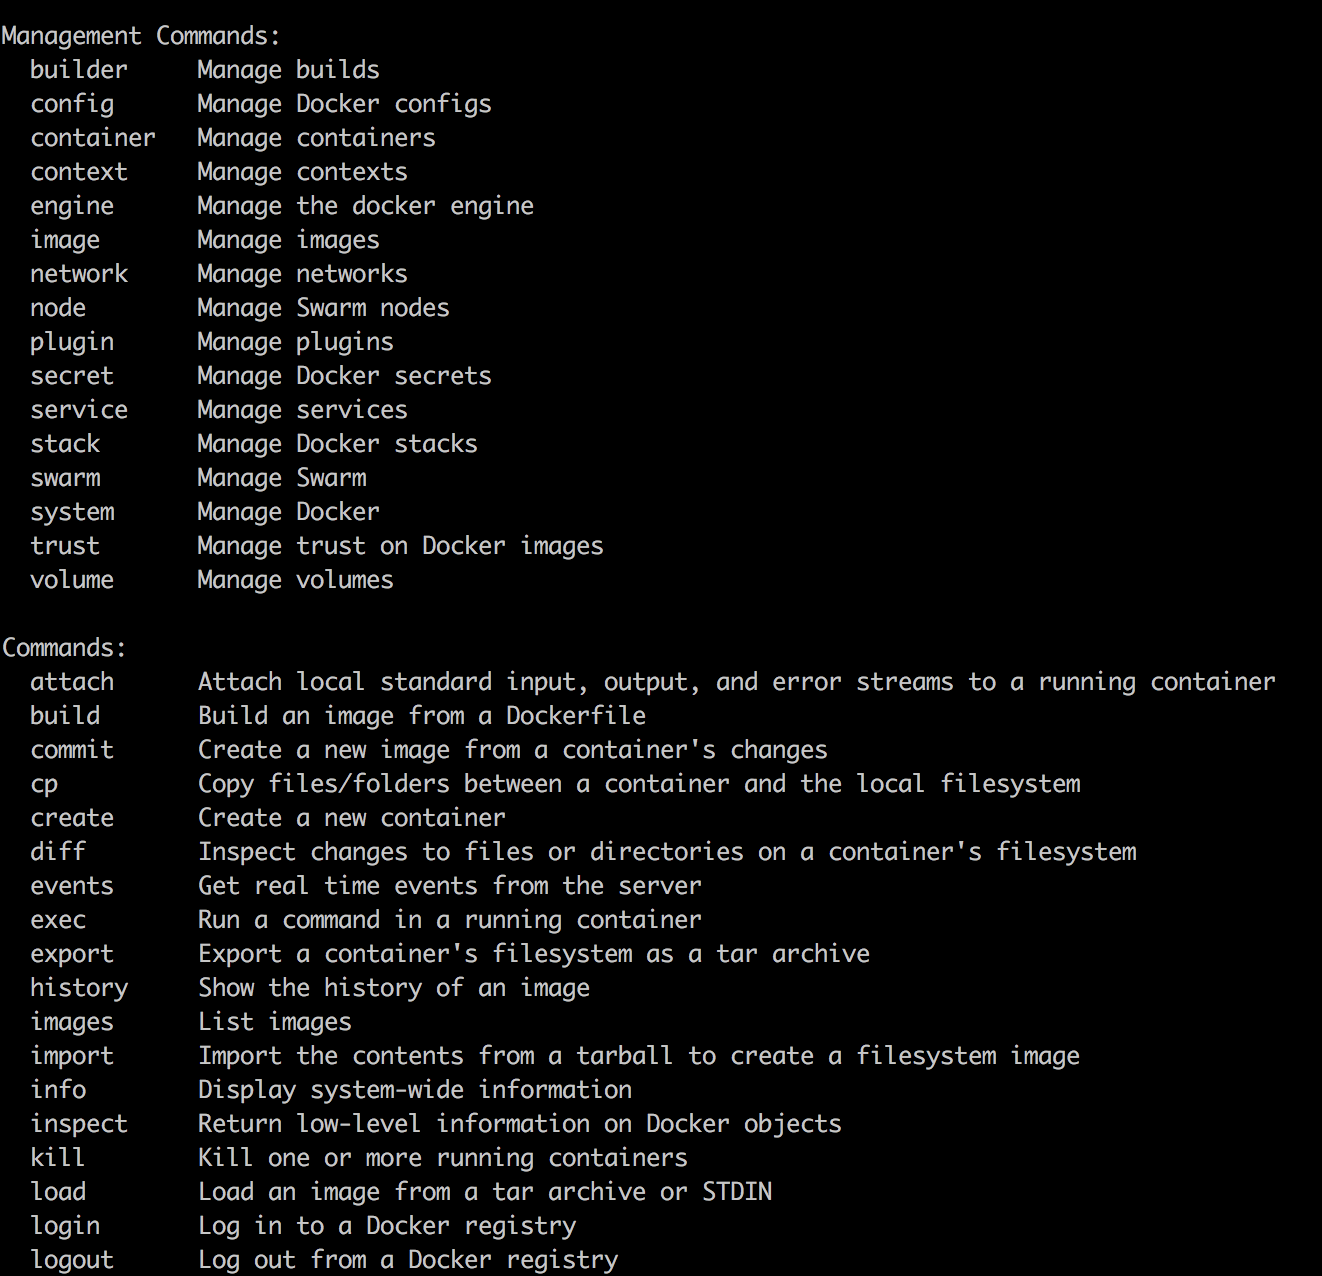 Management Commands:
  builder     Manage builds
  config      Manage Docker configs
  container   Manage containers
  context     Manage contexts
  engine      Manage the docker engine
  image       Manage images
  network     Manage networks
  node        Manage Swarm nodes
  plugin      Manage plugins
  secret      Manage Docker secrets
  service     Manage services
  stack       Manage Docker stacks
  swarm       Manage Swarm
  system      Manage Docker
  trust       Manage trust on Docker images
  volume      Manage volumes

Commands:
  attach      Attach local standard input, output, and error streams to a running container
  build       Build an image from a Dockerfile
  commit      Create a new image from a container's changes
  cp          Copy files/folders between a container and the local filesystem
  create      Create a new container
  diff        Inspect changes to files or directories on a container's filesystem
  events      Get real time events from the server
  exec        Run a command in a running container
  export      Export a container's filesystem as a tar archive
  history     Show the history of an image
  images      List images
  import      Import the contents from a tarball to create a filesystem image
  info        Display system-wide information
  inspect     Return low-level information on Docker objects
  kill        Kill one or more running containers
  load        Load an image from a tar archive or STDIN
  login       Log in to a Docker registry
  logout      Log out from a Docker registry